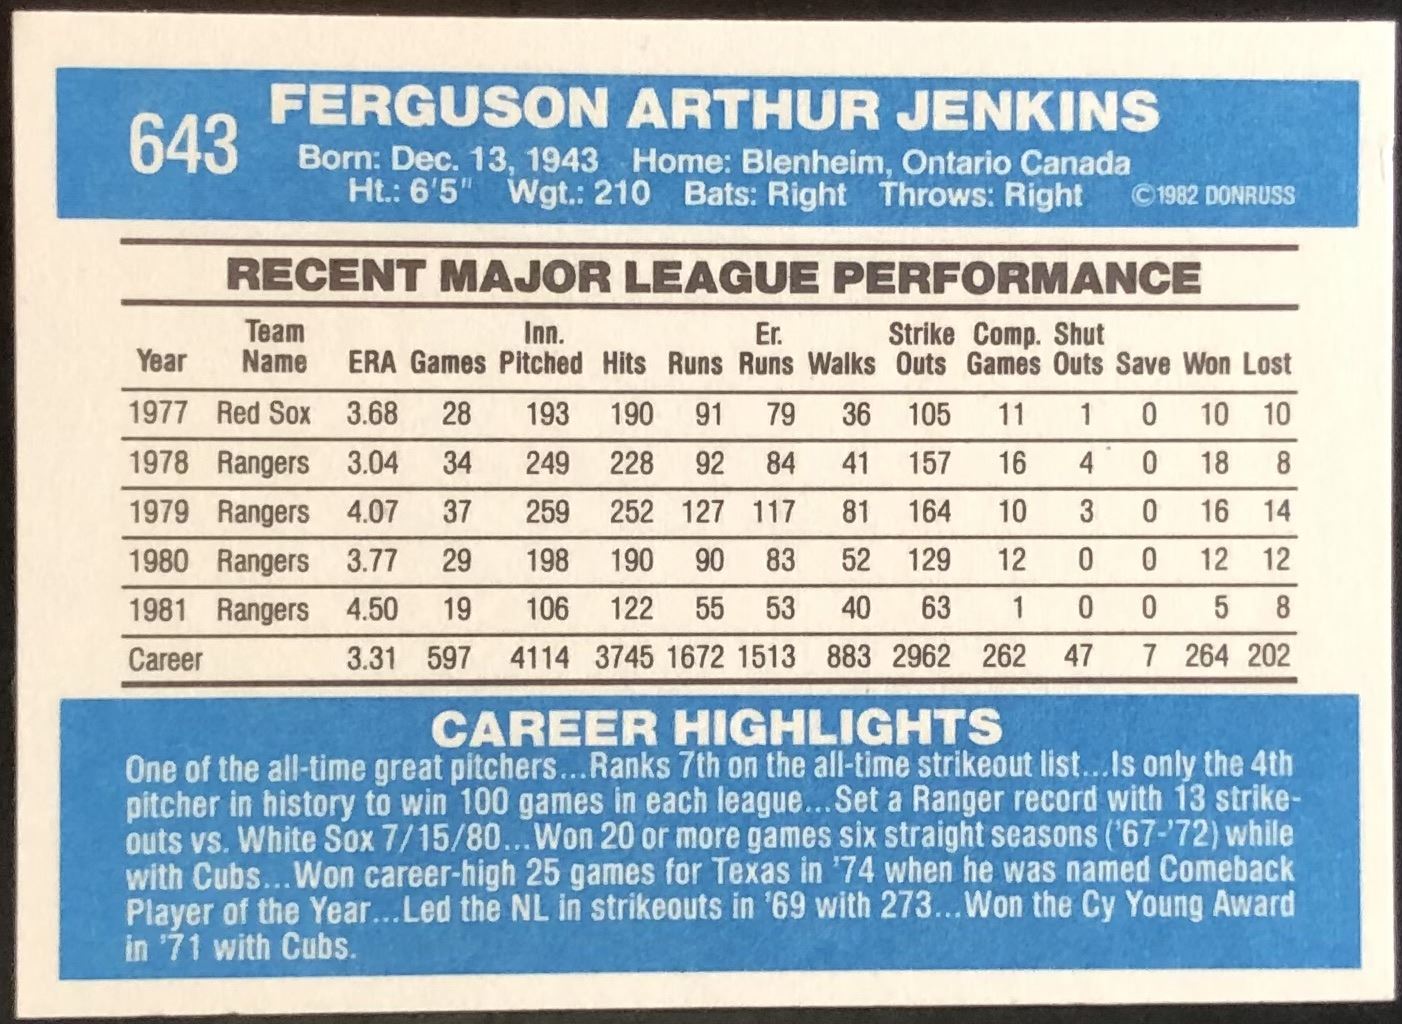 643
FERGUSON ARTHUR JENKINS
Born: Dec. 13, 1943 Home: Blenheim, Ontario Canada
Ht.: 6'5" Wgt.: 210 Bats: Right Throws: Right ©1982 DONRUSS
RECENT MAJOR LEAGUE PERFORMANCE
Year Team Name ERA Games Inn. Pitched Hits Runs Er. Runs Walks Strike Outs Comp. Games Shut Outs Save Won Lost
1977 Red Sox 3.68 28 193 190 91 79 36 105 11 1 0 10 10
1978 Rangers 3.04 34 249 228 92 84 41 157 16 4 0 18 8
1979 Rangers 4.07 37 259 252 127 117 81 164 10 3 0 16 14
1980 Rangers 3.77 29 198 190 90 83 52 129 12 0 0 12 12
1981 Rangers 4.50 19 106 122 55 53 40 63 1 0 0 5 8
Career 3.31 597 4114 3745 1672 1513 883 2962 262 47 7 264 202
CAREER HIGHLIGHTS
One of the all-time great pitchers...Ranks 7th on the all-time strikeout list...Is only the 4th
pitcher in history to win 100 games in each league...Set a Ranger record with 13 strike-
outs vs. White Sox 7/15/80...Won 20 or more games six straight seasons ('67-'72) while
with Cubs...Won career-high 25 games for Texas in '74 when he was named Comeback
Player of the Year...Led the NL in strikeouts in '69 with 273...Won the Cy Young Award
in '71 with Cubs.